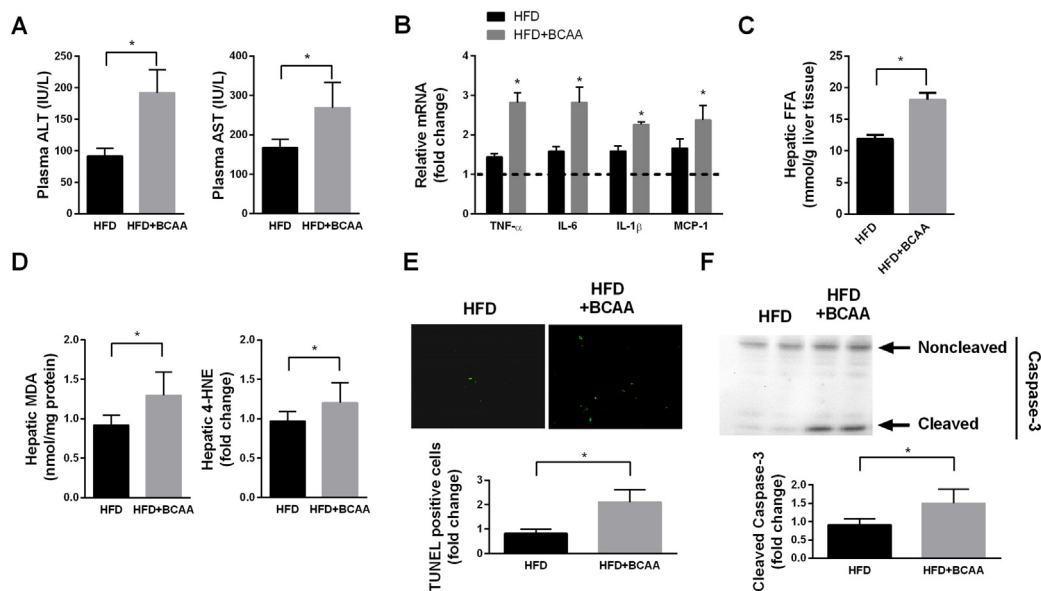 A
*
Plasma ALT (IU/L)
250
200
150
100
50
0
HFD
HFD+BCAA
*
Plasma AST (IU/L)
400
300
200
100
0
HFD
HFD+BCAA
B
HFD
HFD+BCAA
Relative mRNA
(fold change)
4
3
2
1
0
*
*
*
*
TNF-α
IL-6
IL-1β
MCP-1
C
*
Hepatic FFA
(mmol/g liver tissue)
25
20
15
10
5
0
HFD
HFD+BCAA
D
*
Hepatic MDA
(nmol/mg protein)
2.0
1.5
1.0
0.5
0.0
HFD
HFD+BCAA
*
Hepatic 4-HNE
(fold change)
2.0
1.5
1.0
0.5
0.0
HFD
HFD+BCAA
E
HFD
HFD
+BCAA
*
TUNEL positive cells
(fold change)
3
2
1
0
HFD
HFD+BCAA
F
HFD
HFD
+BCAA
Noncleaved
Cleaved
Caspase-3
*
Cleaved Caspase-3
(fold change)
2.0
1.5
1.0
0.5
0.0
HFD
HFD+BCAA